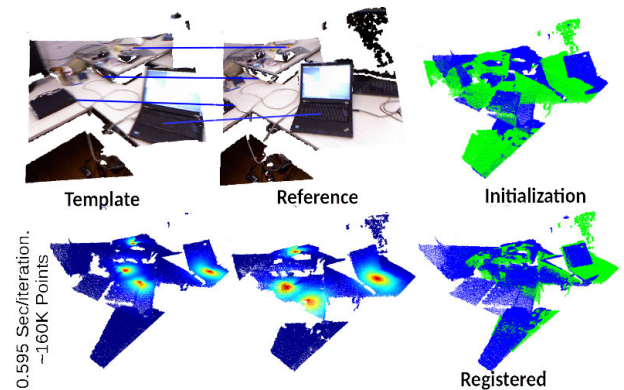 Template
Reference
Initialization
0.595 Sec/iteration.
~160K Points
Registered